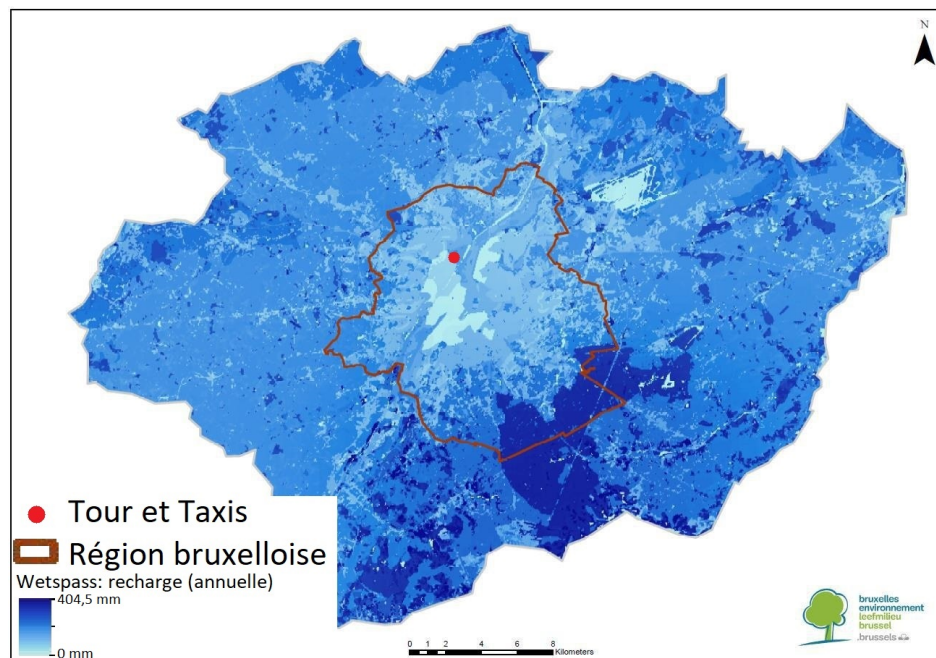 N
Tour et Taxis
Région bruxelloise
Wetspass: recharge (annuelle)
404,5 mm
0 mm
0 1 2 4 6 8
Kilometers
bruxelles
environnement
leefmilieu
brussel
.brussels